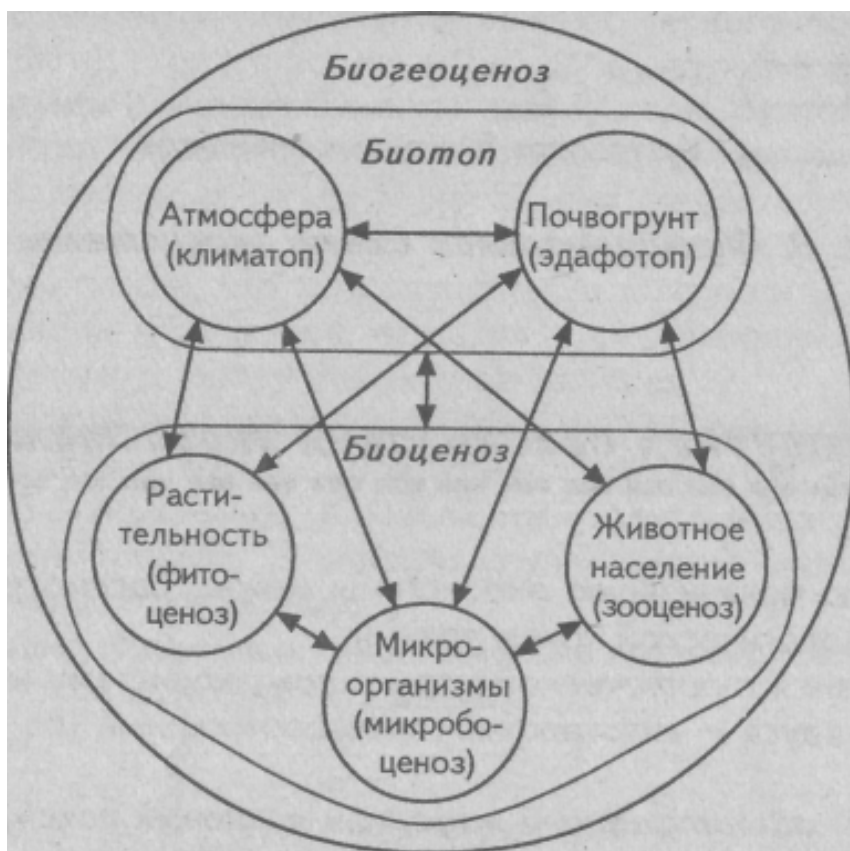 Биогеоценоз
Биотоп
Атмосфера
(климатоп)
Почвогрунт
(эдафотоп)
Биоценоз
Расти-
тельность
(фито-
ценоз)
Микро-
организмы
(микробо-
ценоз)
Животное
население
(зооценоз)